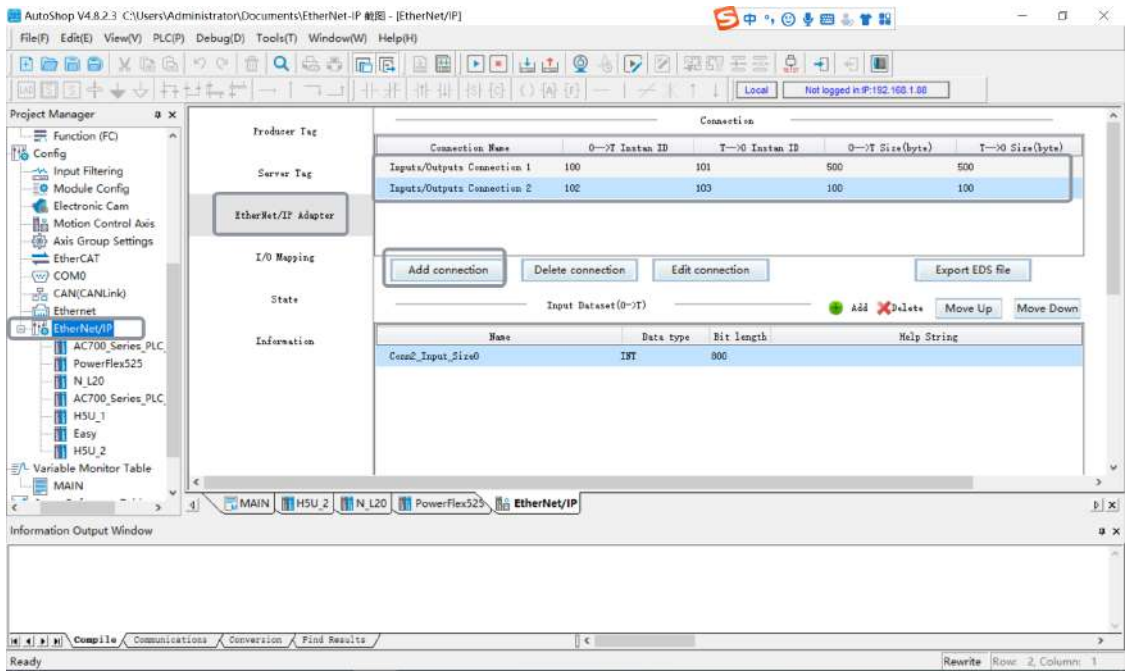 AutoShop V4.8.2.3 C:\Users\Administrator\Documents\EtherNet-IP 截图 - [EtherNet/IP]
中
File(F) Edit(E) View(V) PLC(P) Debug(D) Tools(T) Window(W) Help(H)
Local
Not logged in:IP:192.168.1.88
Project Manager
Function (FC)
Config
Input Filtering
Module Config
Electronic Cam
Motion Control Axis
Axis Group Settings
EtherCAT
COM0
CAN(CANLink)
Ethernet
EtherNet/IP
AC700_Series_PLC_
PowerFlex525
N_L20
AC700_Series_PLC_
H5U_1
Easy
H5U_2
Variable Monitor Table
MAIN
Producer Tag
Server Tag
EtherNet/IP Adapter
I/O Mapping
State
Information
Connection
Connection Name O-->T Instan ID T-->O Instan ID O-->T Size(byte) T-->O Size(byte)
Inputs/Outputs Connection 1 100 101 500 500
Inputs/Outputs Connection 2 102 103 100 100
Add connection Delete connection Edit connection Export EDS file
Input Dataset(O->T) Add Delete Move Up Move Down
Name Data type Bit length Help String
Conn2_Input_Size0 INT 800
MAIN H5U_2 N_L20 PowerFlex525 EtherNet/IP
Information Output Window
Compile Communications Conversion Find Results
Ready
Rewrite Row: 2, Column: 1